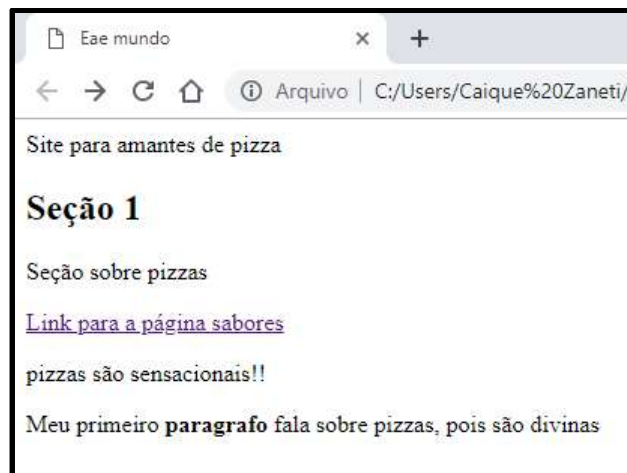 Eae mundo
Arquivo | C:/Users/Caique%20Zaneti/
Site para amantes de pizza
Seção 1
Seção sobre pizzas
Link para a página sabores
pizzas são sensacionais!!
Meu primeiro paragrafo fala sobre pizzas, pois são divinas